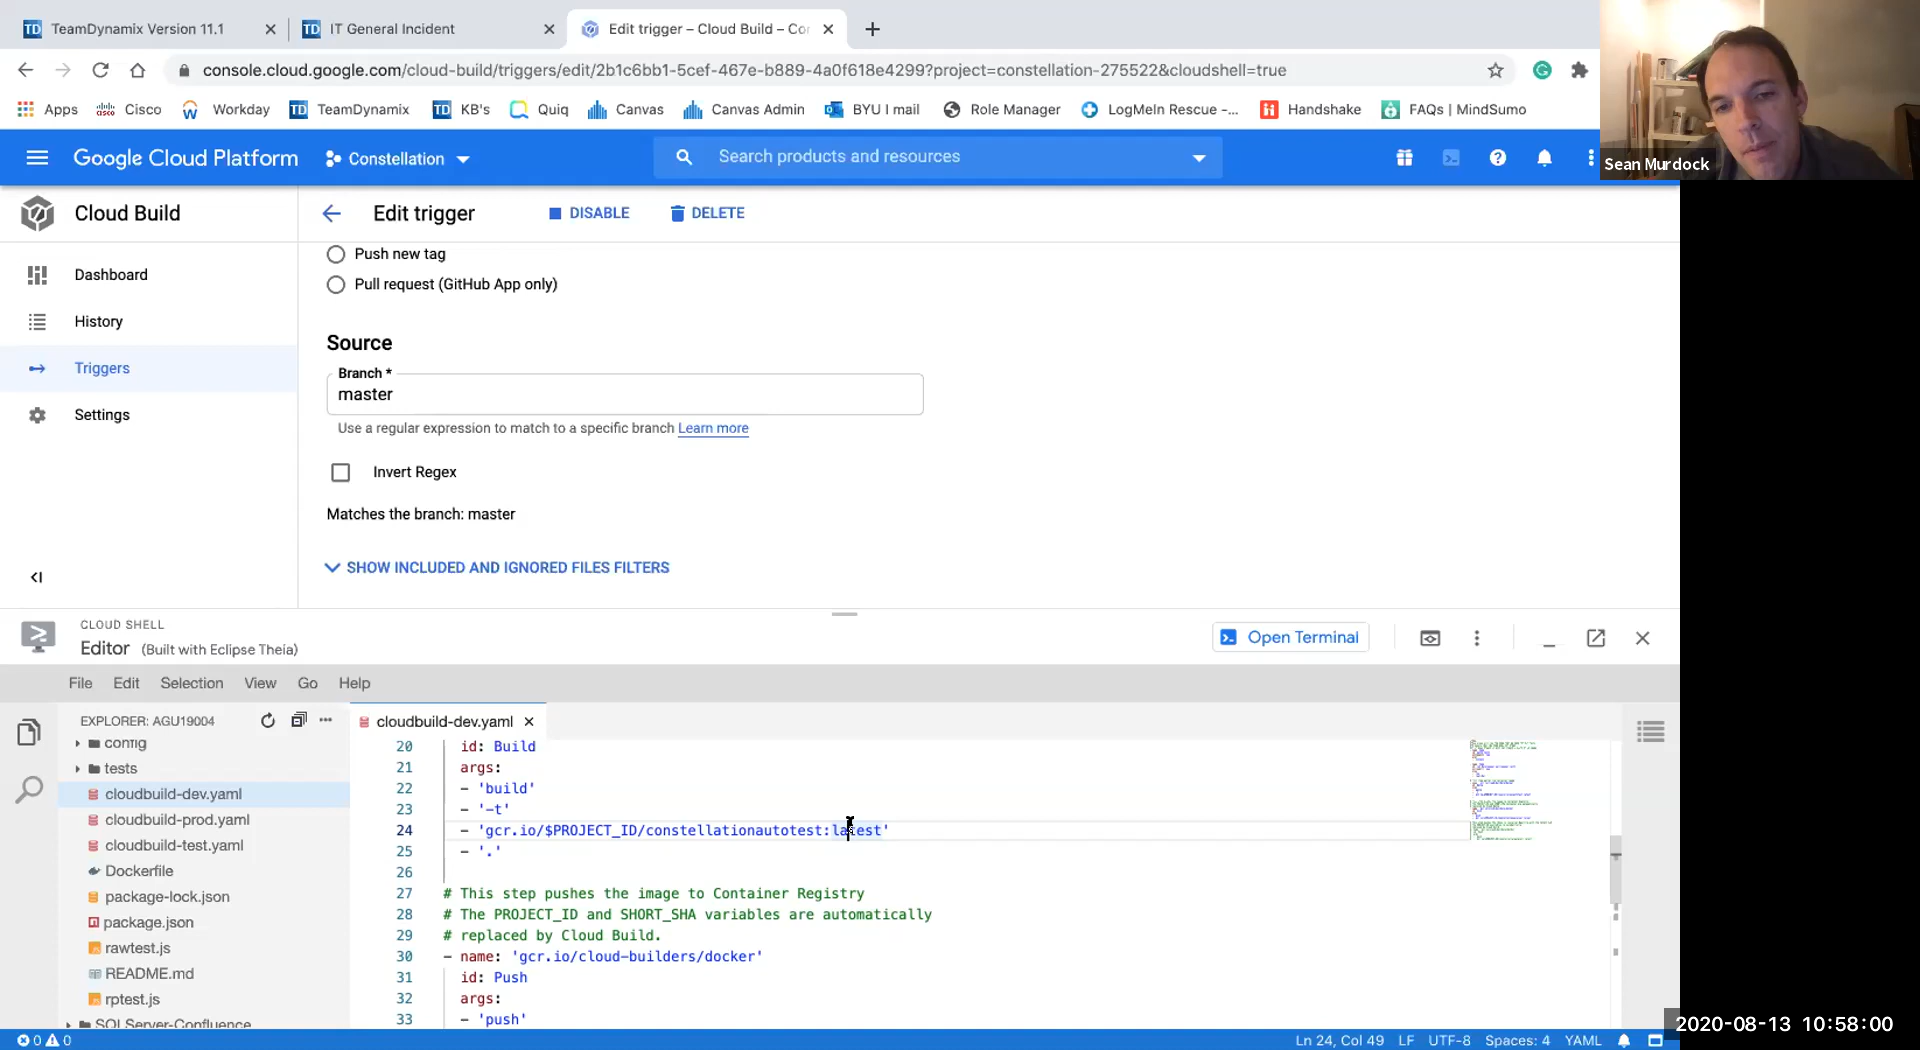 TeamDynamix Version 11.1
IT General Incident
Edit trigger – Cloud Build – Co
console.cloud.google.com/cloud-build/triggers/edit/2b1c6bb1-5cef-467e-b889-4a0f618e4299?project=constellation-275522&cloudshell=true
Apps
Cisco
Workday
TeamDynamix
KB's
Quiq
Canvas
Canvas Admin
BYU I mail
Role Manager
LogMeIn Rescue -...
Handshake
FAQs | MindSumo
Google Cloud Platform
Constellation
Search products and resources
Sean Murdock
Cloud Build
Edit trigger
DISABLE
DELETE
Dashboard
History
Triggers
Settings
Push new tag
Pull request (GitHub App only)
Source
Branch *
master
Use a regular expression to match to a specific branch Learn more
Invert Regex
Matches the branch: master
SHOW INCLUDED AND IGNORED FILES FILTERS
CLOUD SHELL
Editor (Built with Eclipse Theia)
Open Terminal
File Edit Selection View Go Help
EXPLORER: AGU19004
config
tests
cloudbuild-dev.yaml
cloudbuild-prod.yaml
cloudbuild-test.yaml
Dockerfile
package-lock.json
package.json
rawtest.js
README.md
rptest.js
SQLServer-Confluence
cloudbuild-dev.yaml
20 id: Build
21 args:
22 - 'build'
23 - '-t'
24 - 'gcr.io/$PROJECT_ID/constellationautotest:latest'
25 - '.'
26
27 # This step pushes the image to Container Registry
28 # The PROJECT_ID and SHORT_SHA variables are automatically
29 # replaced by Cloud Build.
30 - name: 'gcr.io/cloud-builders/docker'
31 id: Push
32 args:
33 - 'push'
0 0
Ln 24, Col 49 LF UTF-8 Spaces: 4 YAML
2020-08-13 10:58:00